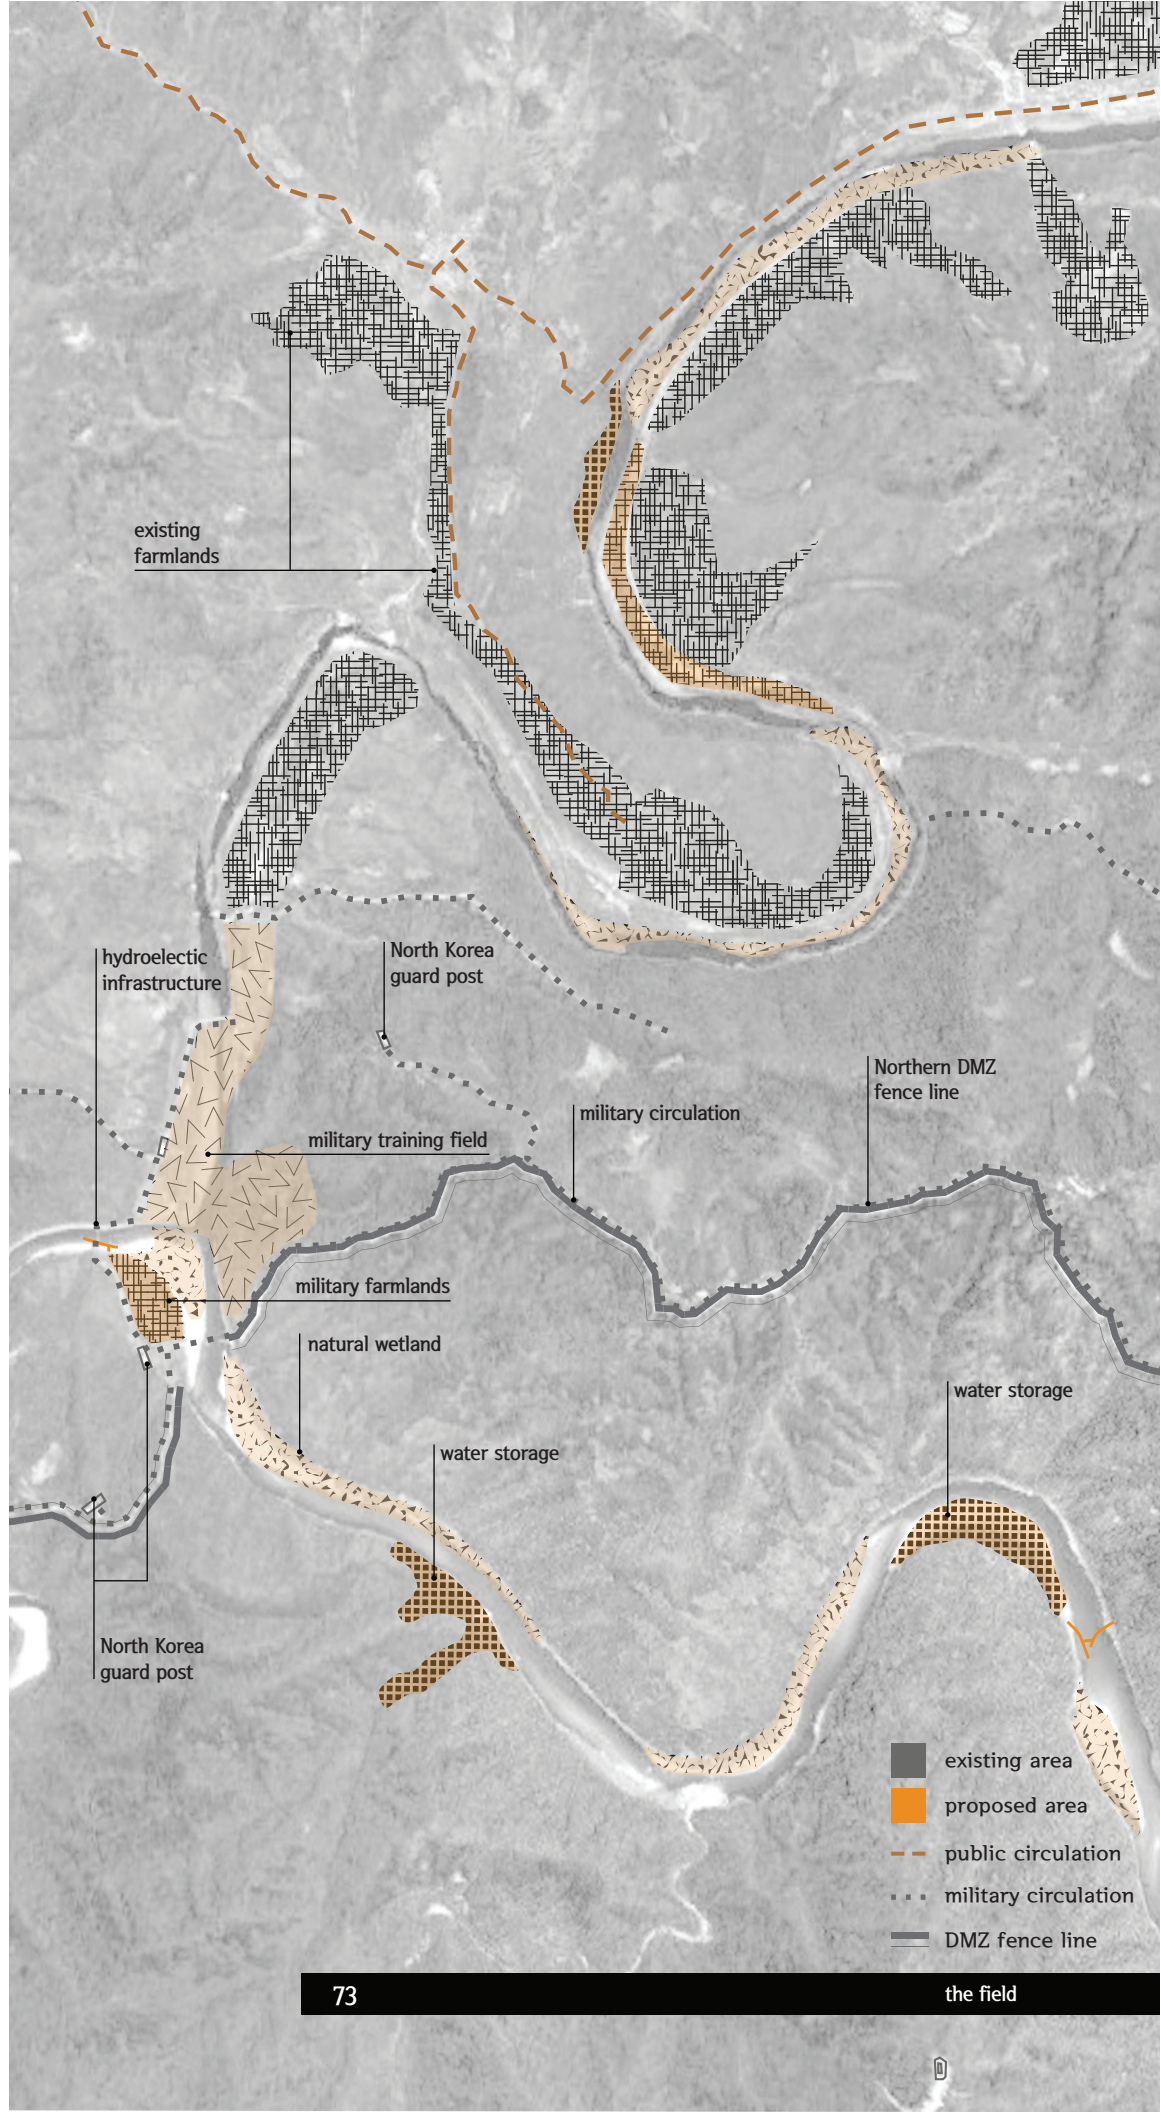 existing
farmlands
hydroelectic
infrastructure
North Korea
guard post
Northern DMZ
fence line
military circulation
military training field
military farmlands
natural wetland
water storage
water storage
North Korea
guard post
existing area
proposed area
public circulation
military circulation
DMZ fence line
73
the field